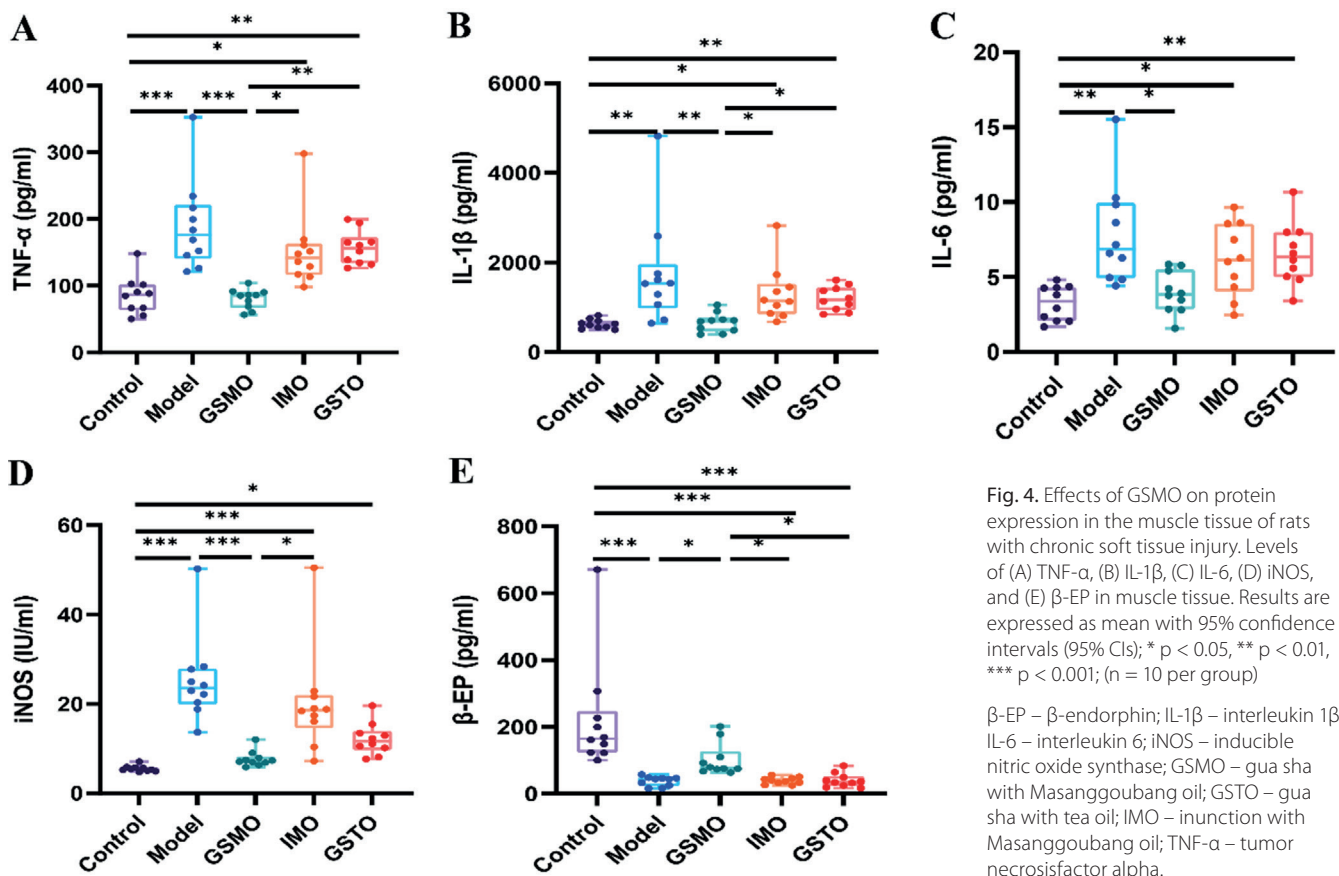 A
**
*
**
***
***
*
TNF-α (pg/ml)
400
300
200
100
0
Control
Model
GSMO
IMO
GSTO
B
**
*
*
**
**
*
IL-1β (pg/ml)
6000
4000
2000
0
Control
Model
GSMO
IMO
GSTO
C
**
*
**
*
IL-6 (pg/ml)
20
15
10
5
0
Control
Model
GSMO
IMO
GSTO
D
*
***
***
***
*
iNOS (IU/ml)
60
40
20
0
Control
Model
GSMO
IMO
GSTO
E
***
***
*
***
*
*
β-EP (pg/ml)
800
600
400
200
0
Control
Model
GSMO
IMO
GSTO
Fig. 4. Effects of GSMO on protein
expression in the muscle tissue of rats
with chronic soft tissue injury. Levels
of (A) TNF-α, (B) IL-1β, (C) IL-6, (D) iNOS,
and (E) β-EP in muscle tissue. Results are
expressed as mean with 95% confidence
intervals (95% CIs); * p < 0.05, ** p < 0.01,
*** p < 0.001; (n = 10 per group)
β-EP – β-endorphin; IL-1β – interleukin 1β
IL-6 – interleukin 6; iNOS – inducible
nitric oxide synthase; GSMO – gua sha
with Masanggoubang oil; GSTO – gua
sha with tea oil; IMO – inunction with
Masanggoubang oil; TNF-α – tumor
necrosisfactor alpha.